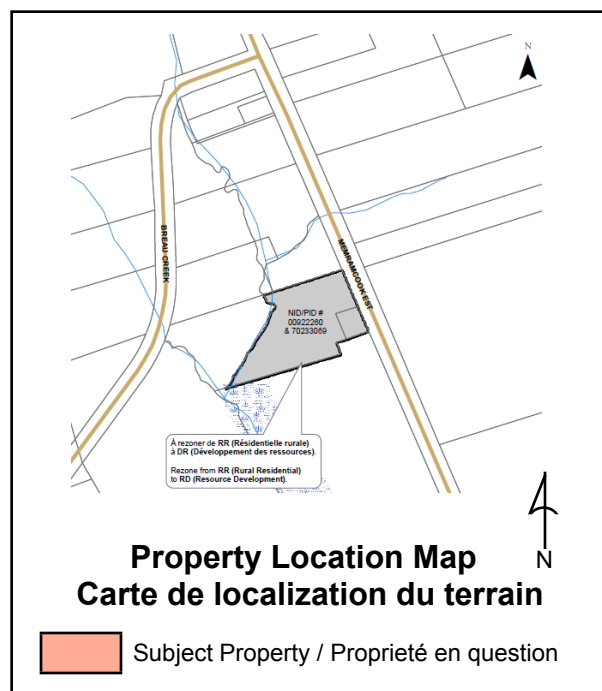 N
BREAU CREEK
MEMRAMCOOK EST
NID/PID #
00922260
& 70233069
À rezoner de RR (Résidentielle rurale)
à DR (Développement des ressources).
Rezone from RR (Rural Residential)
to RD (Resource Development).
N
Property Location Map
Carte de localization du terrain
Subject Property / Proprieté en question